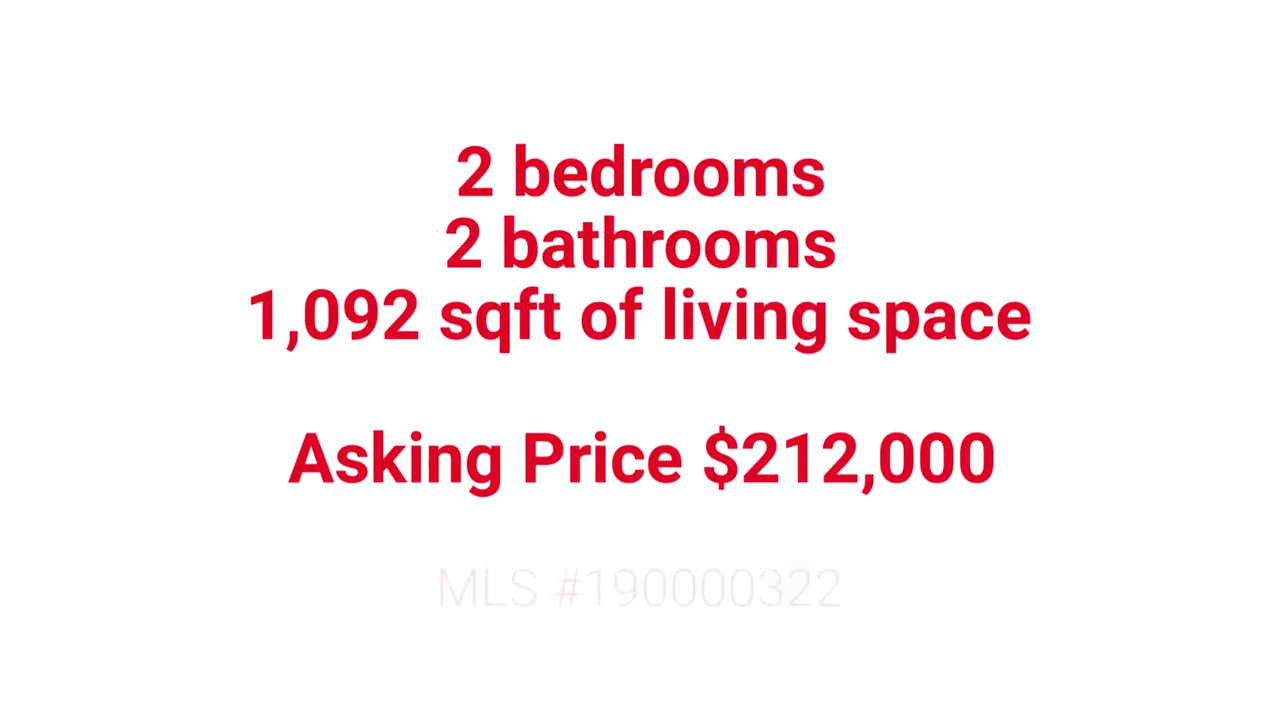 2 bedrooms
2 bathrooms
1,092 sqft of living space
Asking Price $212,000
MLS #190000322